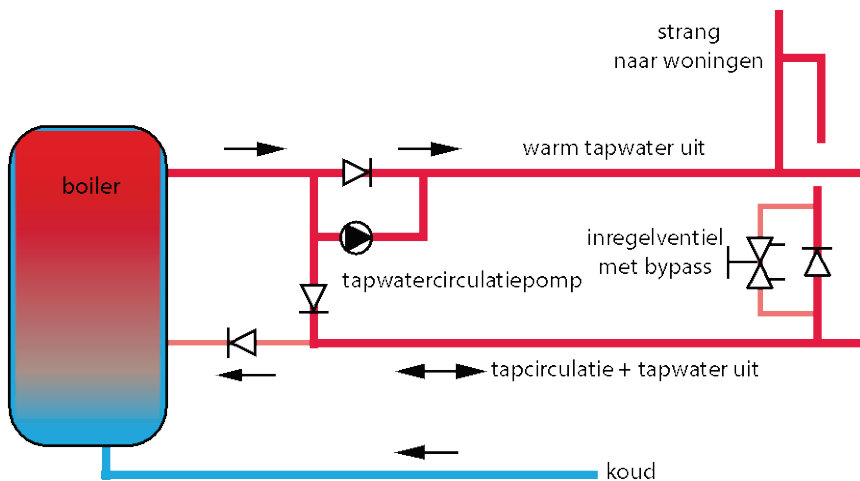 strang
naar woningen
warm tapwater uit
boiler
inregelventiel
met bypass
tapwatercirculatiepomp
tapcirculatie + tapwater uit
koud